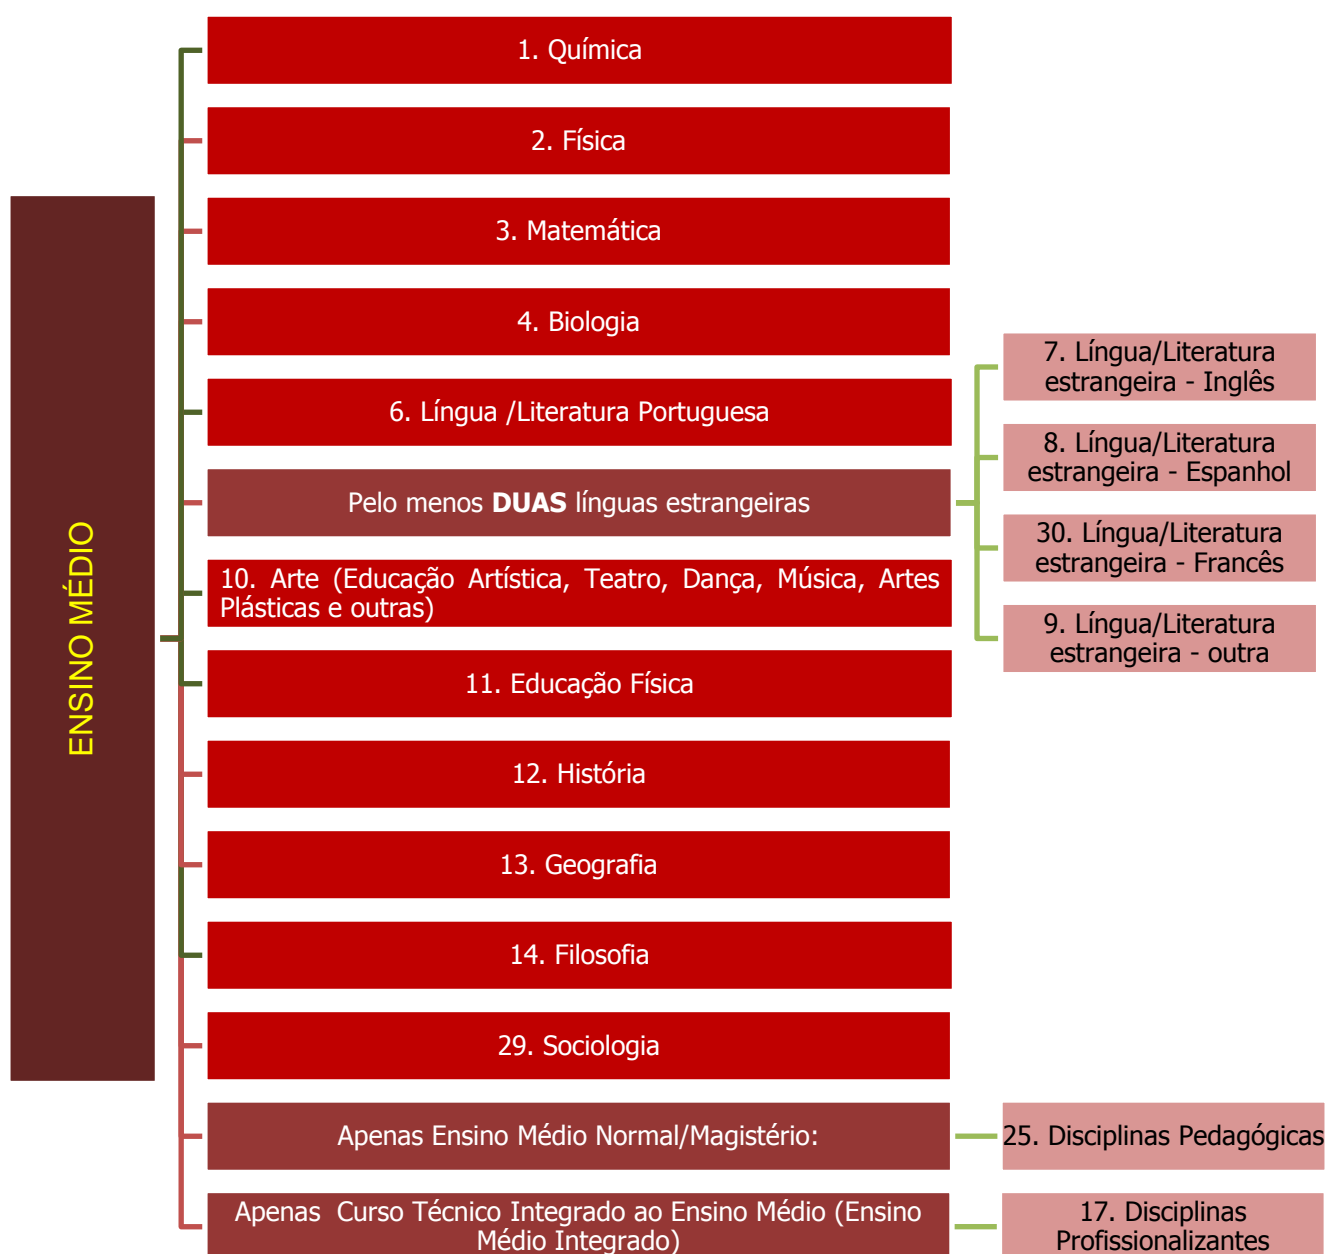 ENSINO MÉDIO
1. Química
2. Física
3. Matemática
4. Biologia
6. Língua /Literatura Portuguesa
Pelo menos DUAS línguas estrangeiras
7. Língua/Literatura
estrangeira - Inglês
8. Língua/Literatura
estrangeira - Espanhol
30. Língua/Literatura
estrangeira - Francês
9. Língua/Literatura
estrangeira - outra
10. Arte (Educação Artística, Teatro, Dança, Música, Artes
Plásticas e outras)
11. Educação Física
12. História
13. Geografia
14. Filosofia
29. Sociologia
Apenas Ensino Médio Normal/Magistério:
25. Disciplinas Pedagógicas
Apenas Curso Técnico Integrado ao Ensino Médio (Ensino
Médio Integrado)
17. Disciplinas
Profissionalizantes